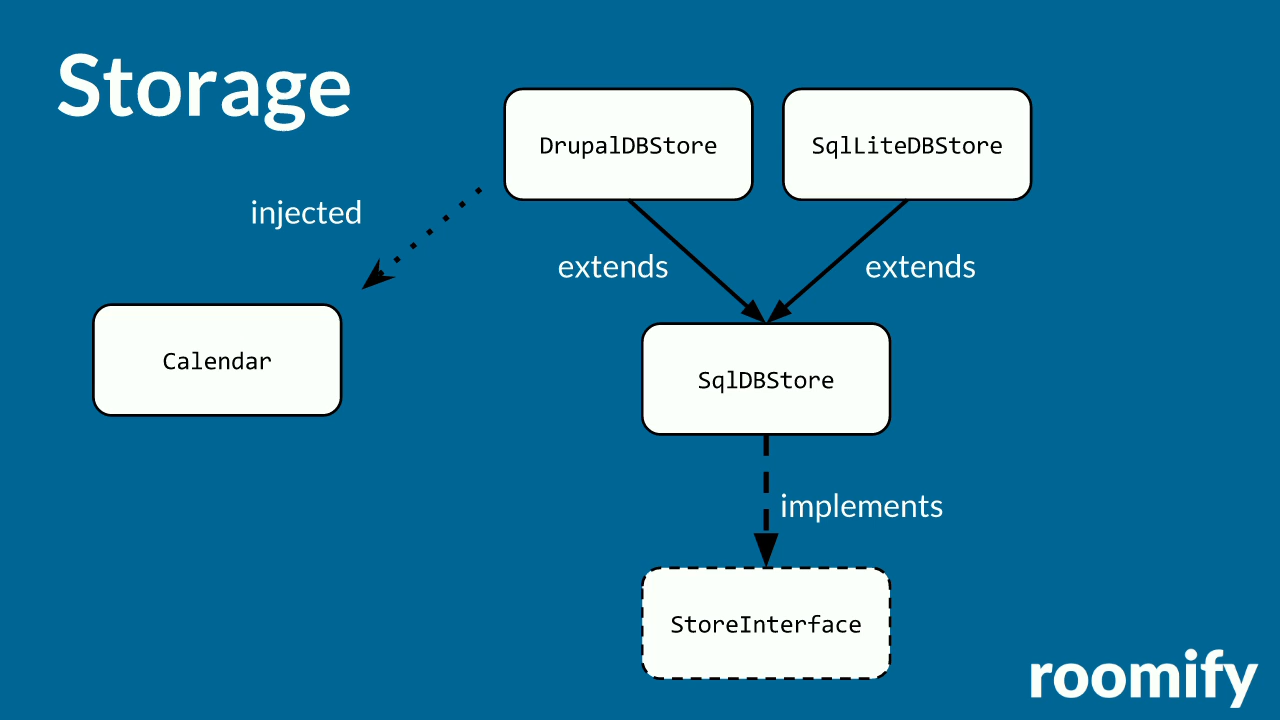 Storage
DrupalDBStore
SqlLiteDBStore
injected
extends
extends
Calendar
SqlDBStore
implements
StoreInterface
roomify